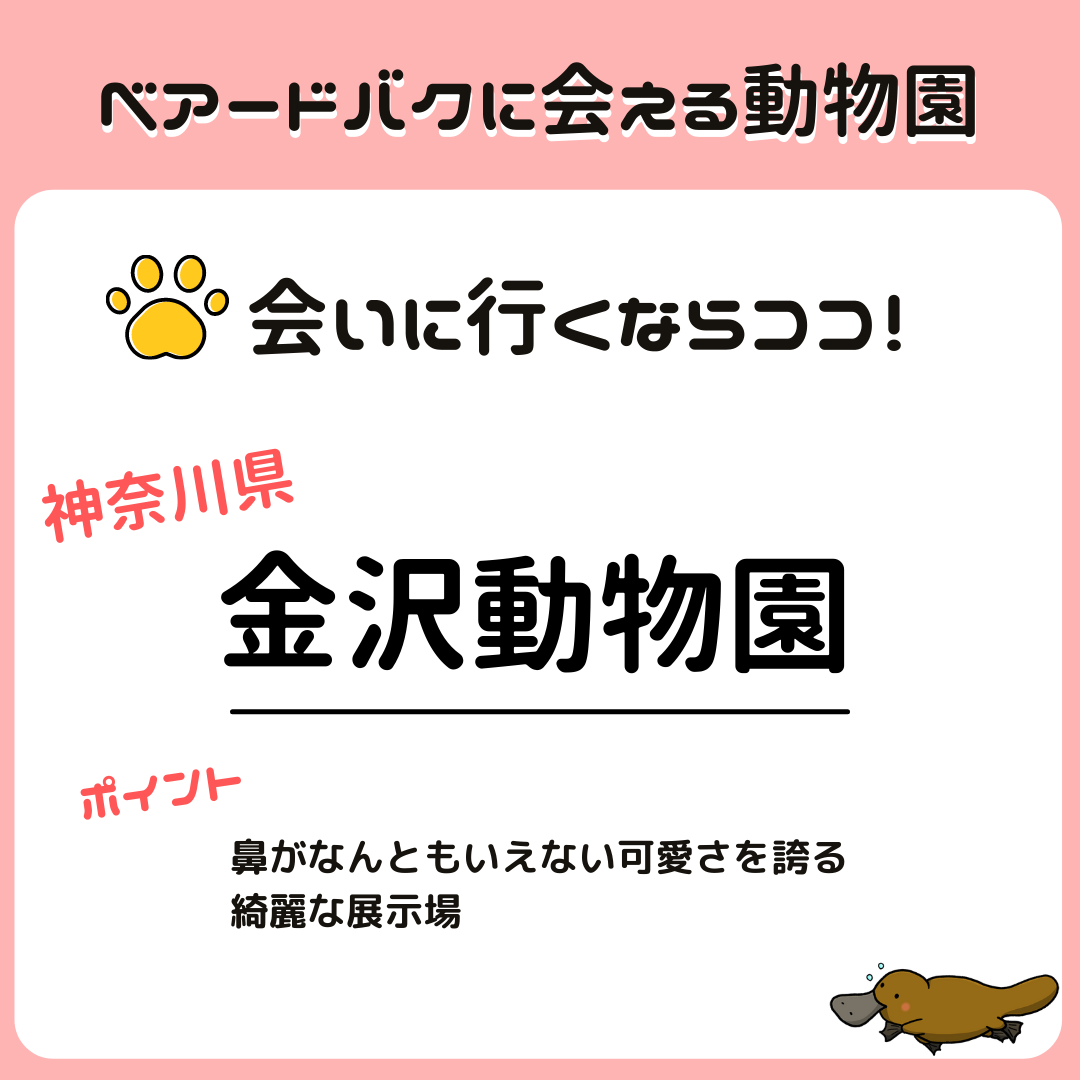 ベアードバクに会える動物園
会いに行くならココ!
神奈川県
金沢動物園
ポイント
鼻がなんともいえない可愛さを誇る
綺麗な展示場